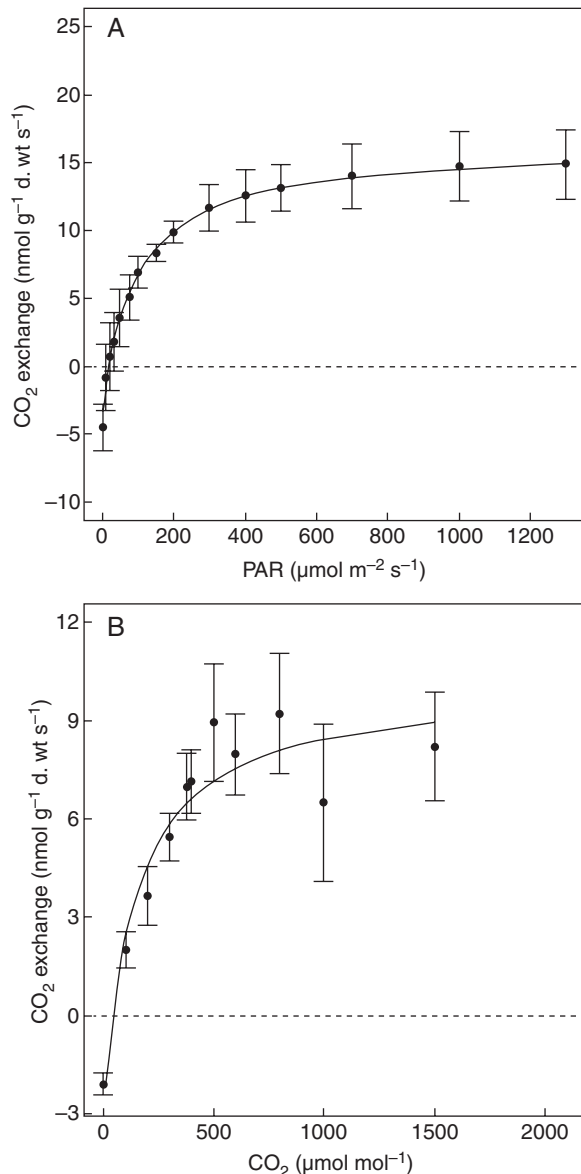 A
CO₂ exchange (nmol g⁻¹ d. wt s⁻¹)
25
20
15
10
5
0
−5
−10
0 200 400 600 800 1000 1200
PAR (µmol m⁻² s⁻¹)
B
CO₂ exchange (nmol g⁻¹ d. wt s⁻¹)
12
9
6
3
0
−3
0 500 1000 1500 2000
CO₂ (µmol mol⁻¹)